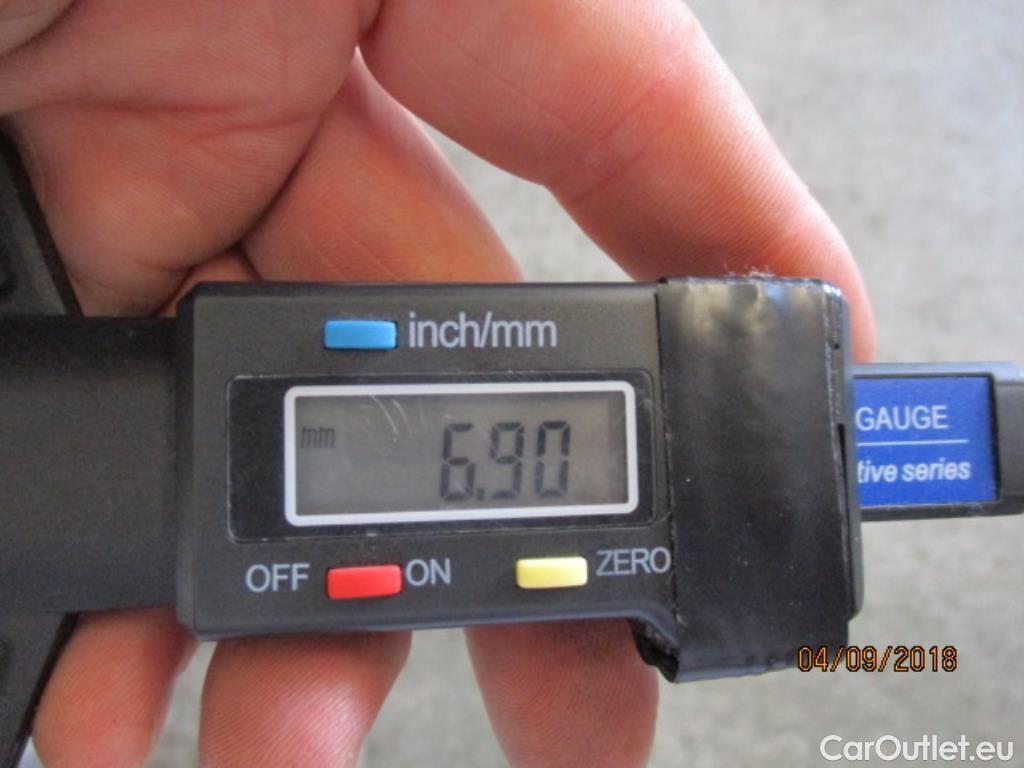 inch/mm
mm
6.90
OFF ON ZERO
GAUGE
tive series
04/09/2018
CarOutlet.eu